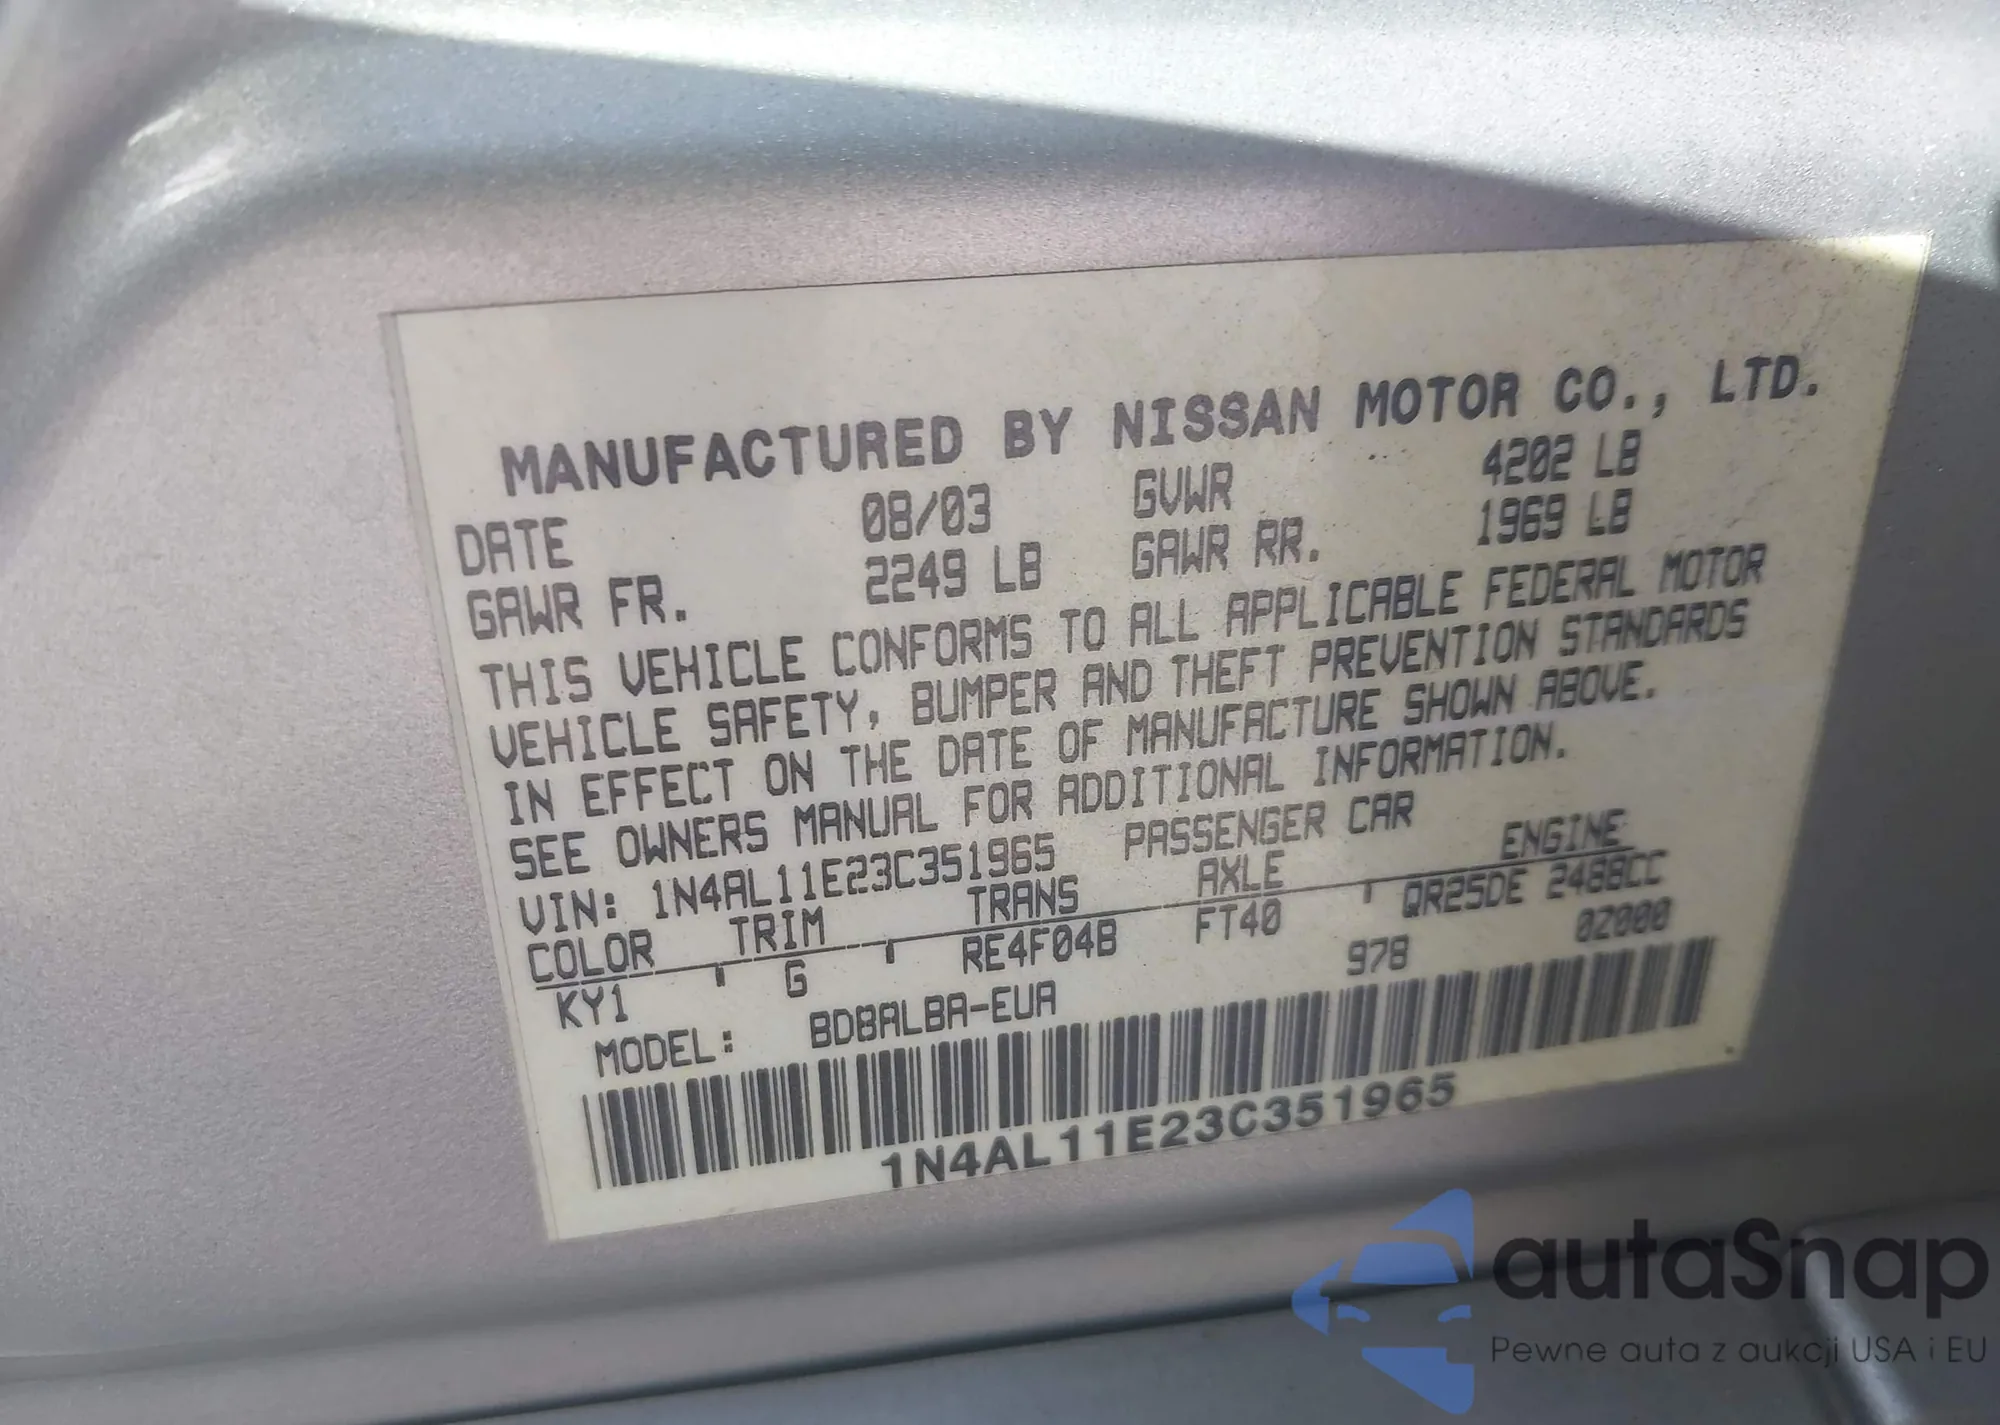 MANUFACTURED BY NISSAN MOTOR CO., LTD.
DATE 08/03 GVWR 4202 LB
GAWR FR. 2249 LB GAWR RR. 1969 LB
THIS VEHICLE CONFORMS TO ALL APPLICABLE FEDERAL MOTOR
VEHICLE SAFETY, BUMPER AND THEFT PREVENTION STANDARDS
IN EFFECT ON THE DATE OF MANUFACTURE SHOWN ABOVE.
SEE OWNERS MANUAL FOR ADDITIONAL INFORMATION.
VIN: 1N4AL11E23C351965 PASSENGER CAR
COLOR TRIM TRANS AXLE ENGINE
KY1 G RE4F04B FT40 QR25DE 2488CC
MODEL: BDBALBA-EUA 978 02000
1N4AL11E23C351965
autaSnap
Pewne auta z aukcji USA i EU